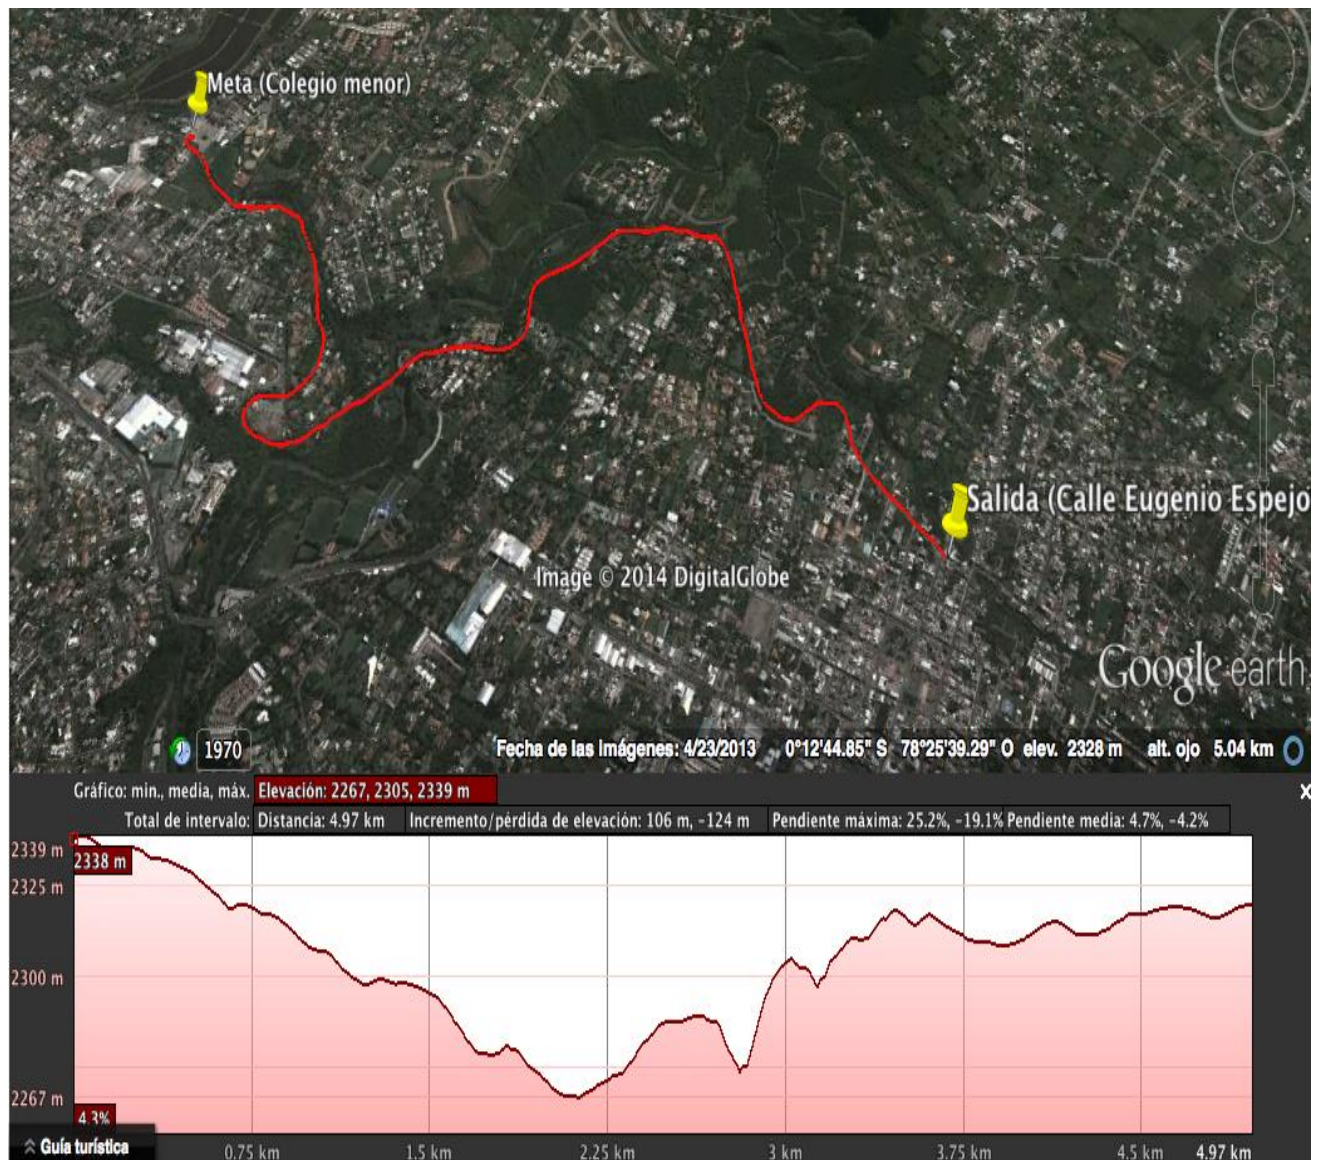 Meta (Colegio menor)
Salida (Calle Eugenio Espejo
Image © 2014 DigitalGlobe
Google earth
1970
Fecha de las imágenes: 4/23/2013 0°12'44.85" S 78°25'39.29" O elev. 2328 m alt. ojo 5.04 km
Gráfico: min., media, máx. Elevación: 2267, 2305, 2339 m
Total de intervalo: Distancia: 4.97 km Incremento/pérdida de elevación: 106 m, -124 m Pendiente máxima: 25.2%, -19.1% Pendiente media: 4.7%, -4.2%
2339 m
2338 m
2325 m
2300 m
2267 m
4.3%
Guía turística
0.75 km 1.5 km 2.25 km 3 km 3.75 km 4.5 km 4.97 km